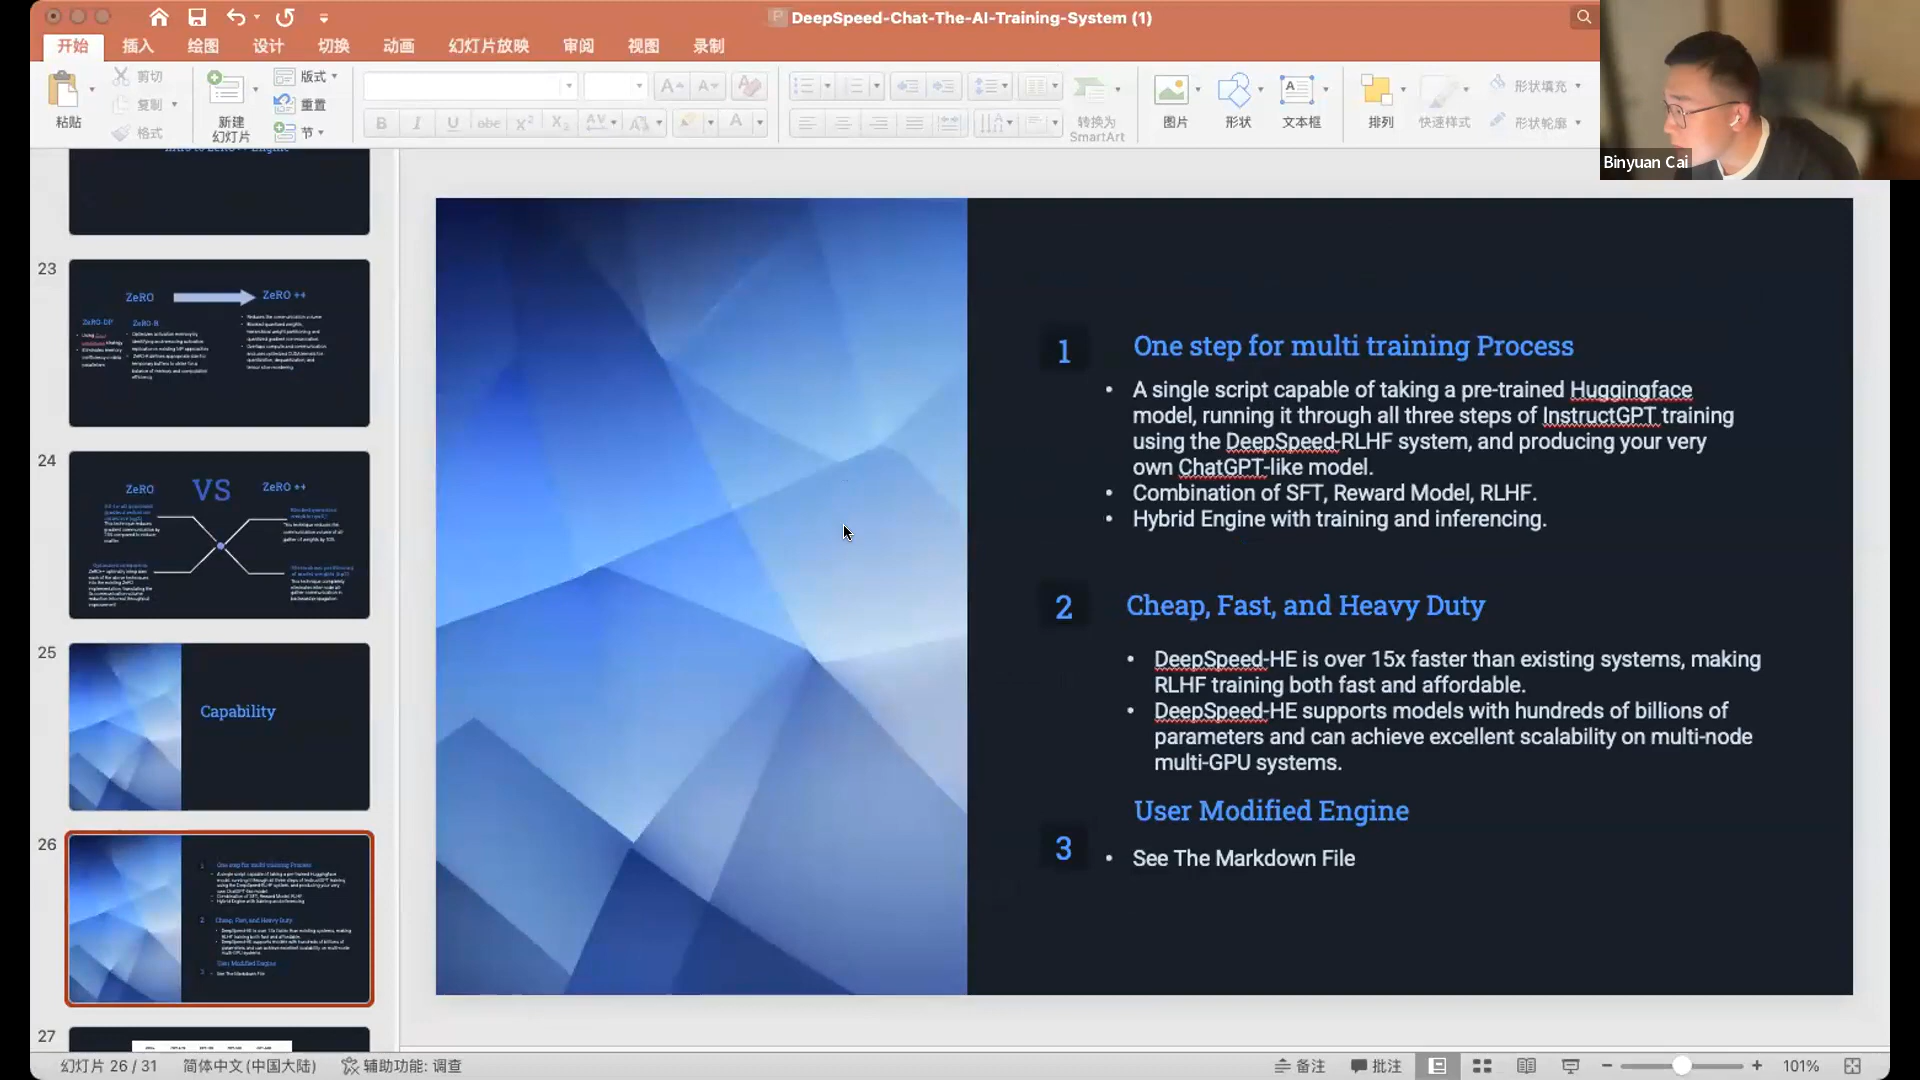 DeepSpeed-Chat-The-AI-Training-System (1)
开始 插入 绘图 设计 切换 动画 幻灯片放映 审阅 视图 录制
粘贴
剪切
复制
格式
新建
幻灯片
版式
重置
节
转换为
SmartArt
图片
形状
文本框
排列
快速样式
形状填充
形状轮廓
Binyuan Cai
23
ZeRO
ZeRO ++
ZeRO-DP
ZeRO-R
24
ZeRO
VS
ZeRO ++
25
Capability
26
27
1
One step for multi training Process
• A single script capable of taking a pre-trained Huggingface
model, running it through all three steps of InstructGPT training
using the DeepSpeed-RLHF system, and producing your very
own ChatGPT-like model.
• Combination of SFT, Reward Model, RLHF.
• Hybrid Engine with training and inferencing.
2
Cheap, Fast, and Heavy Duty
• DeepSpeed-HE is over 15x faster than existing systems, making
RLHF training both fast and affordable.
• DeepSpeed-HE supports models with hundreds of billions of
parameters and can achieve excellent scalability on multi-node
multi-GPU systems.
User Modified Engine
3
• See The Markdown File
幻灯片 26 / 31 简体中文 (中国大陆) 辅助功能: 调查
备注 批注 101%